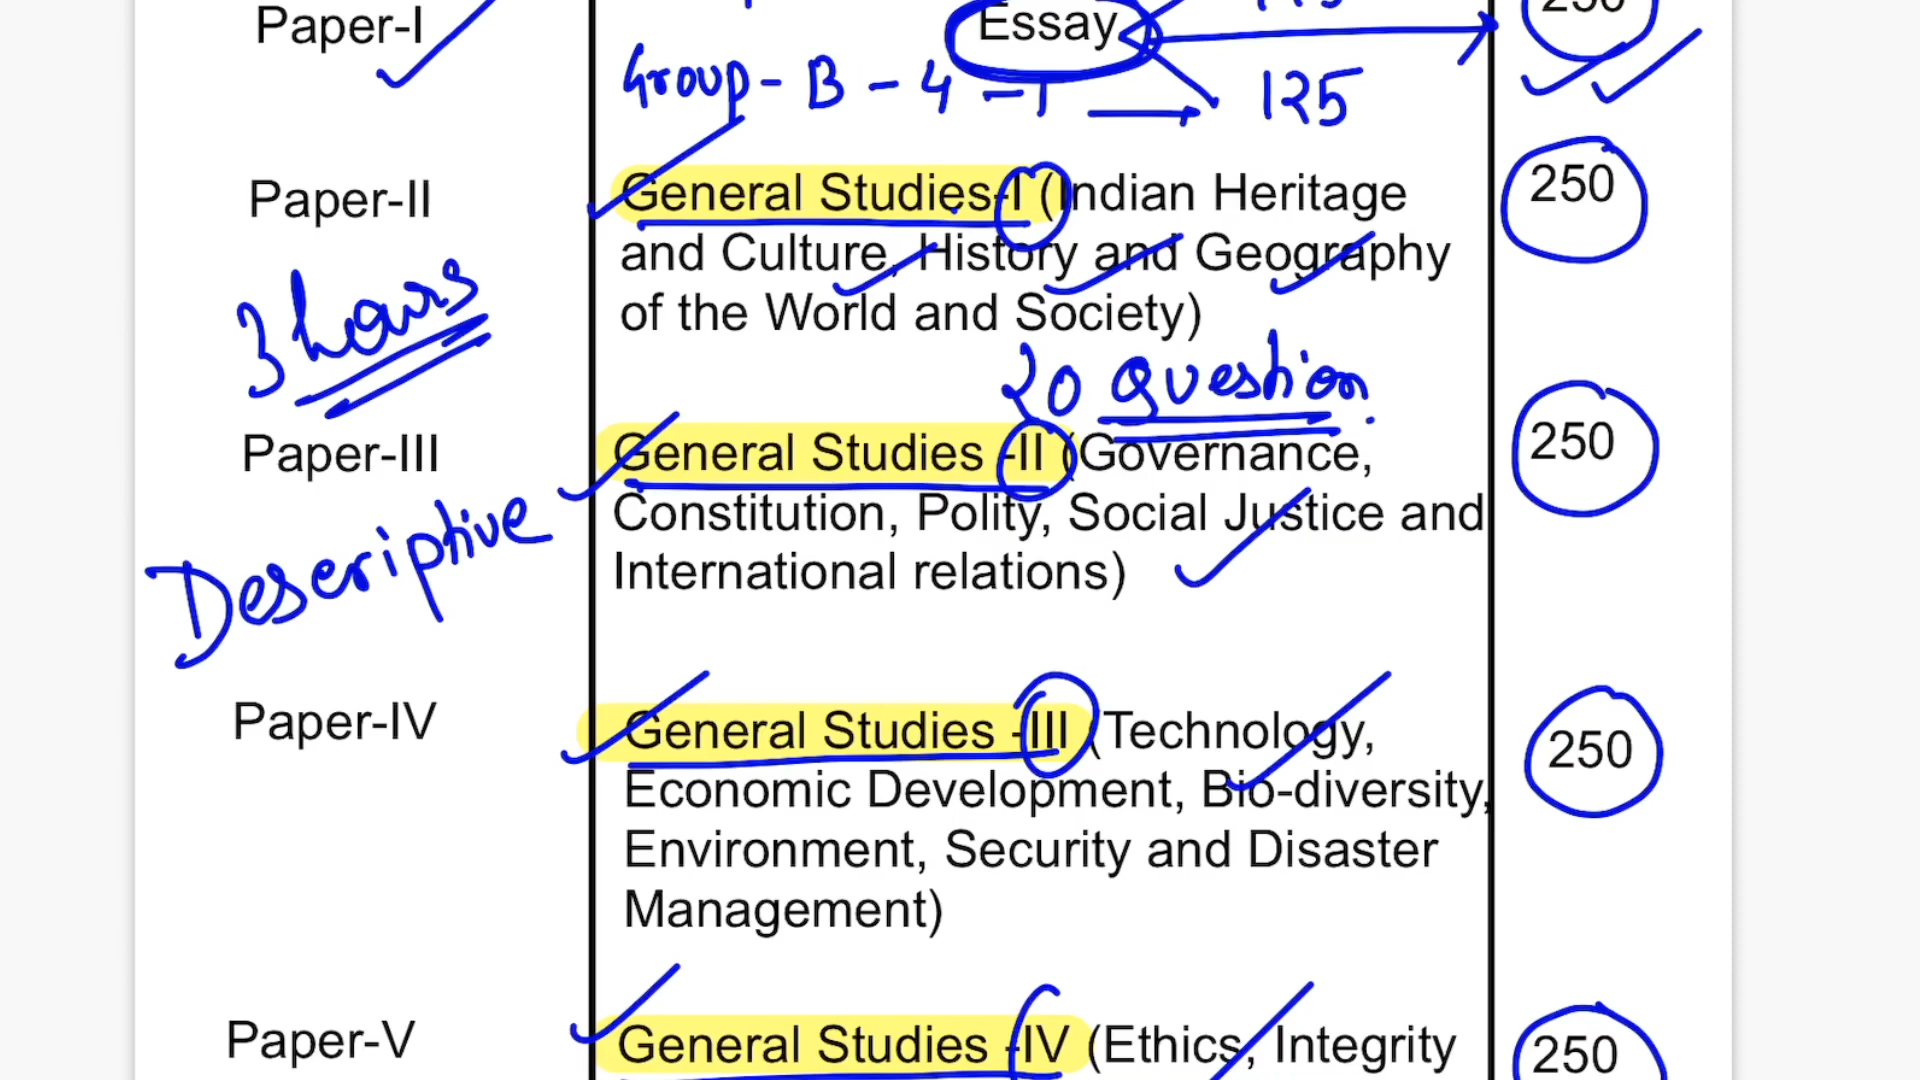 Paper-I
Essay
250
Group - B - 4 - 1 → 125
Paper-II
General Studies-I (Indian Heritage
250
and Culture, History and Geography
of the World and Society)
3 hours
20 question.
Paper-III
General Studies -II (Governance,
250
Constitution, Polity, Social Justice and
International relations)
Descriptive
Paper-IV
General Studies -III (Technology,
250
Economic Development, Bio-diversity,
Environment, Security and Disaster
Management)
Paper-V
General Studies -IV (Ethics, Integrity
250